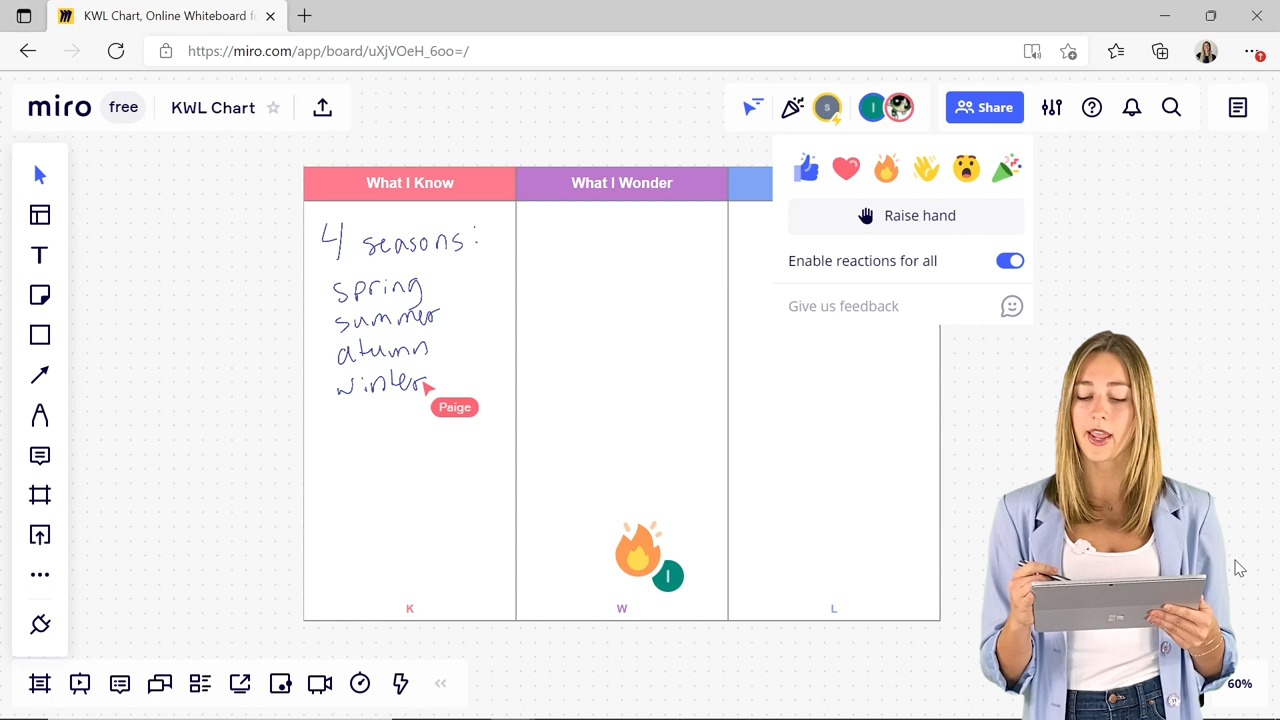 KWL Chart, Online Whiteboard fo
https://miro.com/app/board/uXjVOeH_6oo=/
miro free KWL Chart
S I Share
What I Know What I Wonder
Raise hand
Enable reactions for all
Give us feedback
4 seasons:
spring
summer
atumn
winter
Paige
I
K W L
60%